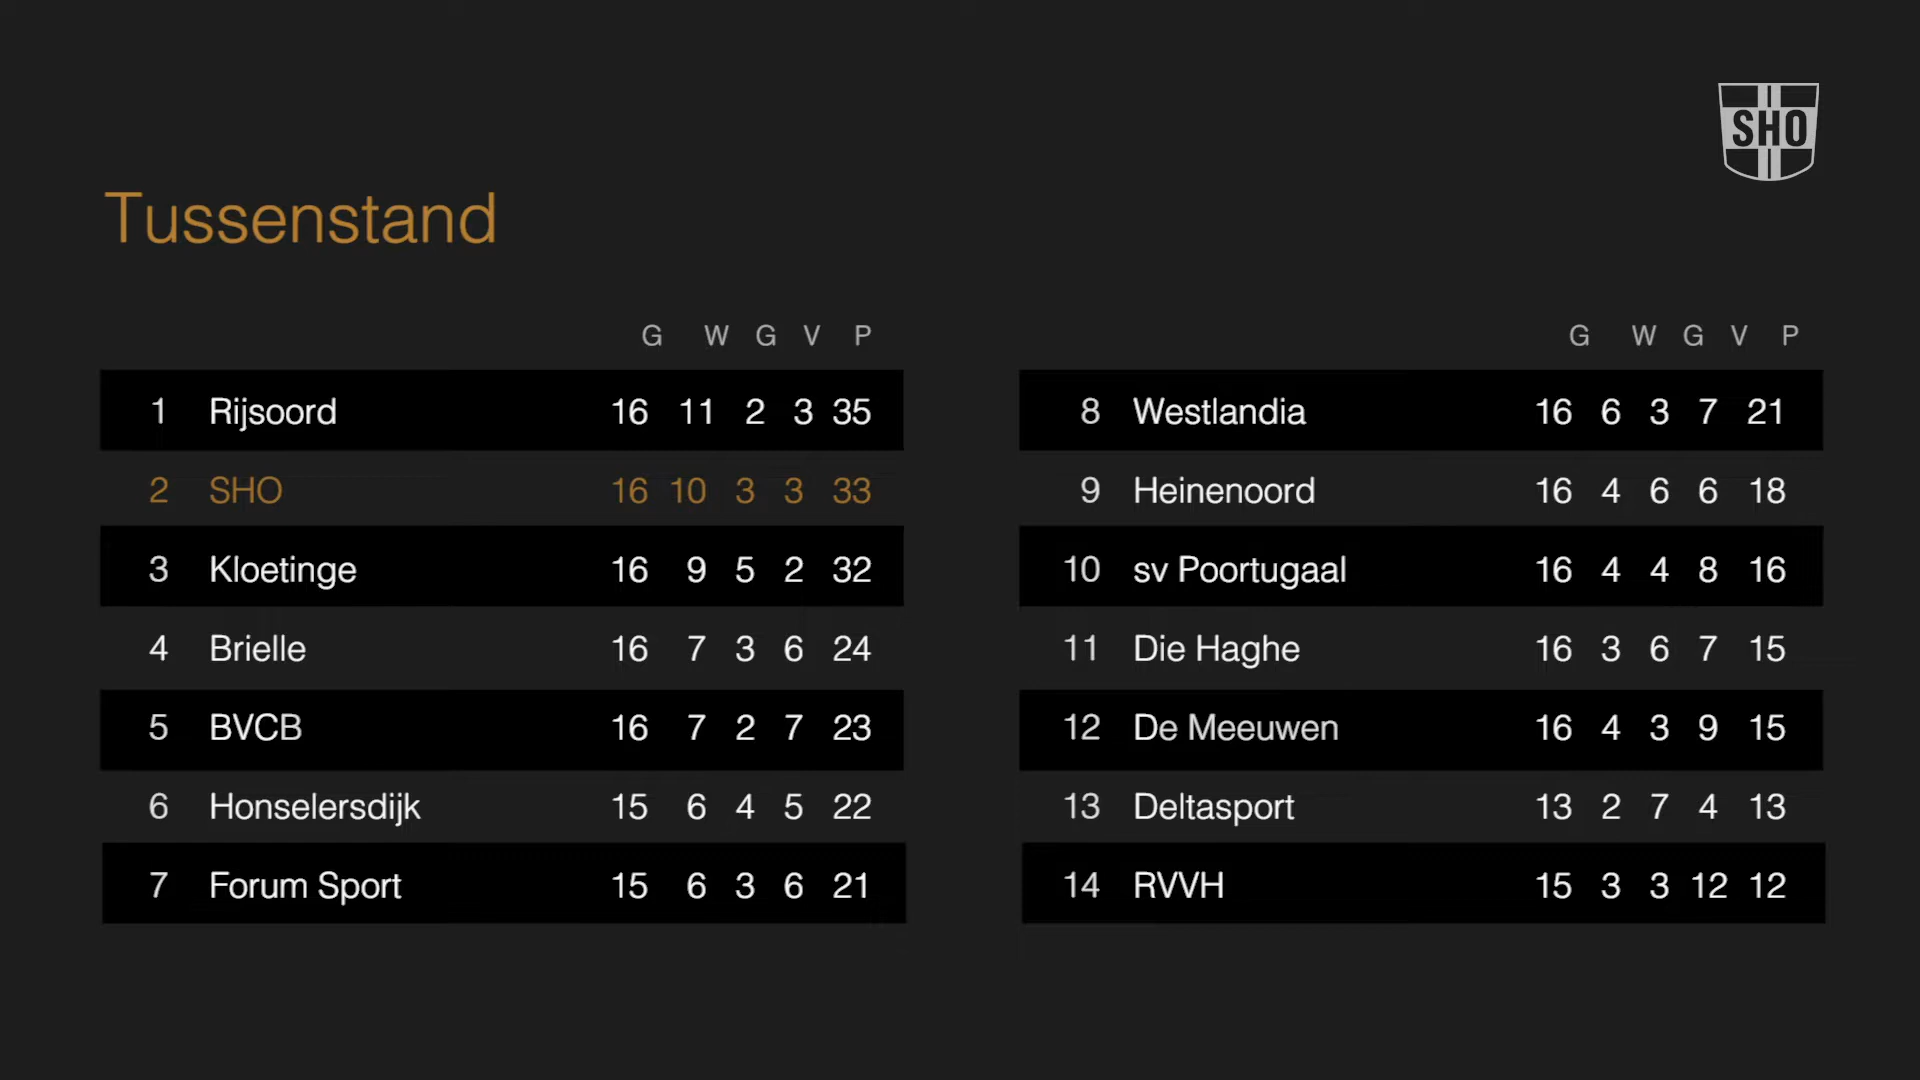 SHO
Tussenstand
G W G V P
1 Rijsoord 16 11 2 3 35
2 SHO 16 10 3 3 33
3 Kloetinge 16 9 5 2 32
4 Brielle 16 7 3 6 24
5 BVCB 16 7 2 7 23
6 Honselersdijk 15 6 4 5 22
7 Forum Sport 15 6 3 6 21
G W G V P
8 Westlandia 16 6 3 7 21
9 Heinenoord 16 4 6 6 18
10 sv Poortugaal 16 4 4 8 16
11 Die Haghe 16 3 6 7 15
12 De Meeuwen 16 4 3 9 15
13 Deltasport 13 2 7 4 13
14 RVVH 15 3 3 12 12